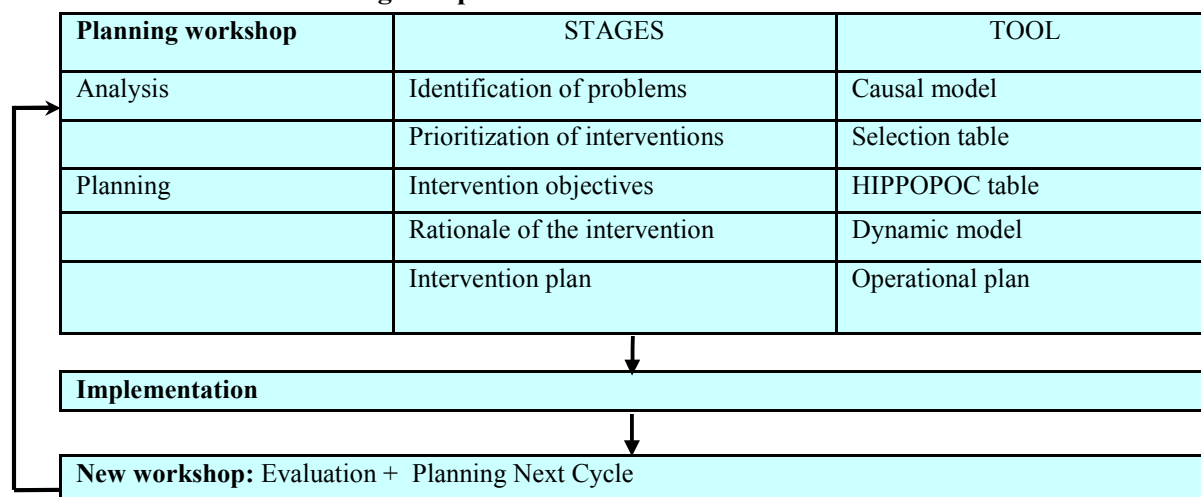 Planning workshop STAGES TOOL
Analysis Identification of problems Causal model
Prioritization of interventions Selection table
Planning Intervention objectives HIPPOPOC table
Rationale of the intervention Dynamic model
Intervention plan Operational plan
Implementation
New workshop: Evaluation + Planning Next Cycle